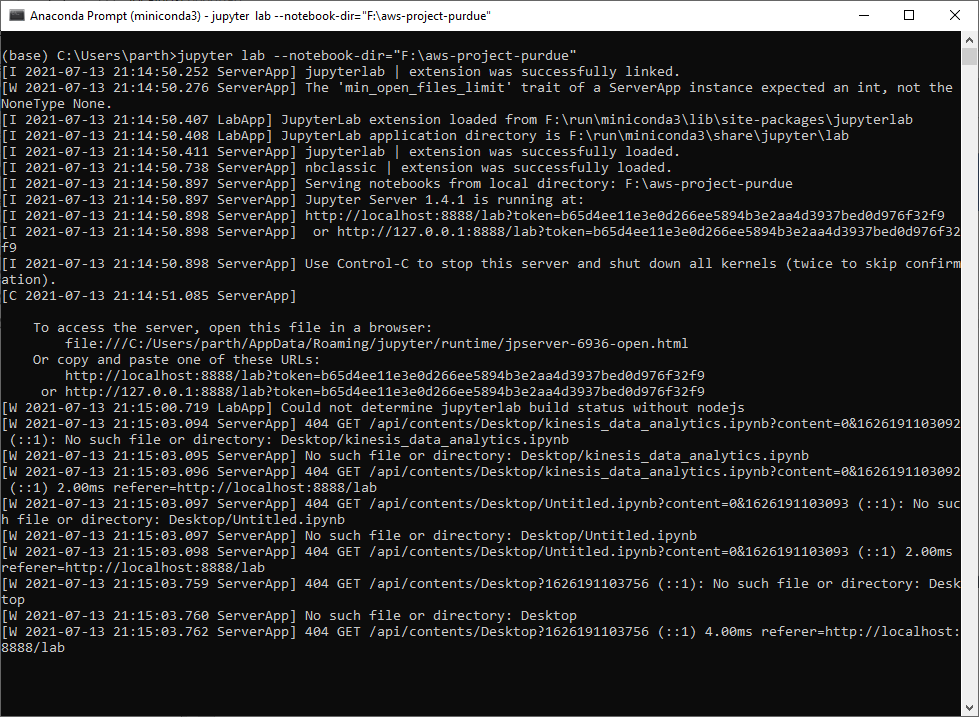 Anaconda Prompt (miniconda3) - jupyter  lab --notebook-dir="F:\aws-project-purdue"
(base) C:\Users\parth>jupyter lab --notebook-dir="F:\aws-project-purdue"
[I 2021-07-13 21:14:50.252 ServerApp] jupyterlab | extension was successfully linked.
[W 2021-07-13 21:14:50.276 ServerApp] The 'min_open_files_limit' trait of a ServerApp instance expected an int, not the
NoneType None.
[I 2021-07-13 21:14:50.407 LabApp] JupyterLab extension loaded from F:\run\miniconda3\lib\site-packages\jupyterlab
[I 2021-07-13 21:14:50.408 LabApp] JupyterLab application directory is F:\run\miniconda3\share\jupyter\lab
[I 2021-07-13 21:14:50.411 ServerApp] jupyterlab | extension was successfully loaded.
[I 2021-07-13 21:14:50.738 ServerApp] nbclassic | extension was successfully loaded.
[I 2021-07-13 21:14:50.897 ServerApp] Serving notebooks from local directory: F:\aws-project-purdue
[I 2021-07-13 21:14:50.897 ServerApp] Jupyter Server 1.4.1 is running at:
[I 2021-07-13 21:14:50.898 ServerApp] http://localhost:8888/lab?token=b65d4ee11e3e0d266ee5894b3e2aa4d3937bed0d976f32f9
[I 2021-07-13 21:14:50.898 ServerApp]  or http://127.0.0.1:8888/lab?token=b65d4ee11e3e0d266ee5894b3e2aa4d3937bed0d976f32
f9
[I 2021-07-13 21:14:50.898 ServerApp] Use Control-C to stop this server and shut down all kernels (twice to skip confirm
ation).
[C 2021-07-13 21:14:51.085 ServerApp]
    To access the server, open this file in a browser:
        file:///C:/Users/parth/AppData/Roaming/jupyter/runtime/jpserver-6936-open.html
    Or copy and paste one of these URLs:
        http://localhost:8888/lab?token=b65d4ee11e3e0d266ee5894b3e2aa4d3937bed0d976f32f9
     or http://127.0.0.1:8888/lab?token=b65d4ee11e3e0d266ee5894b3e2aa4d3937bed0d976f32f9
[W 2021-07-13 21:15:00.719 LabApp] Could not determine jupyterlab build status without nodejs
[W 2021-07-13 21:15:03.094 ServerApp] 404 GET /api/contents/Desktop/kinesis_data_analytics.ipynb?content=0&1626191103092
 (::1): No such file or directory: Desktop/kinesis_data_analytics.ipynb
[W 2021-07-13 21:15:03.095 ServerApp] No such file or directory: Desktop/kinesis_data_analytics.ipynb
[W 2021-07-13 21:15:03.096 ServerApp] 404 GET /api/contents/Desktop/kinesis_data_analytics.ipynb?content=0&1626191103092
 (::1) 2.00ms referer=http://localhost:8888/lab
[W 2021-07-13 21:15:03.097 ServerApp] 404 GET /api/contents/Desktop/Untitled.ipynb?content=0&1626191103093 (::1): No suc
h file or directory: Desktop/Untitled.ipynb
[W 2021-07-13 21:15:03.097 ServerApp] No such file or directory: Desktop/Untitled.ipynb
[W 2021-07-13 21:15:03.098 ServerApp] 404 GET /api/contents/Desktop/Untitled.ipynb?content=0&1626191103093 (::1) 2.00ms
referer=http://localhost:8888/lab
[W 2021-07-13 21:15:03.759 ServerApp] 404 GET /api/contents/Desktop?1626191103756 (::1): No such file or directory: Desk
top
[W 2021-07-13 21:15:03.760 ServerApp] No such file or directory: Desktop
[W 2021-07-13 21:15:03.762 ServerApp] 404 GET /api/contents/Desktop?1626191103756 (::1) 4.00ms referer=http://localhost:
8888/lab